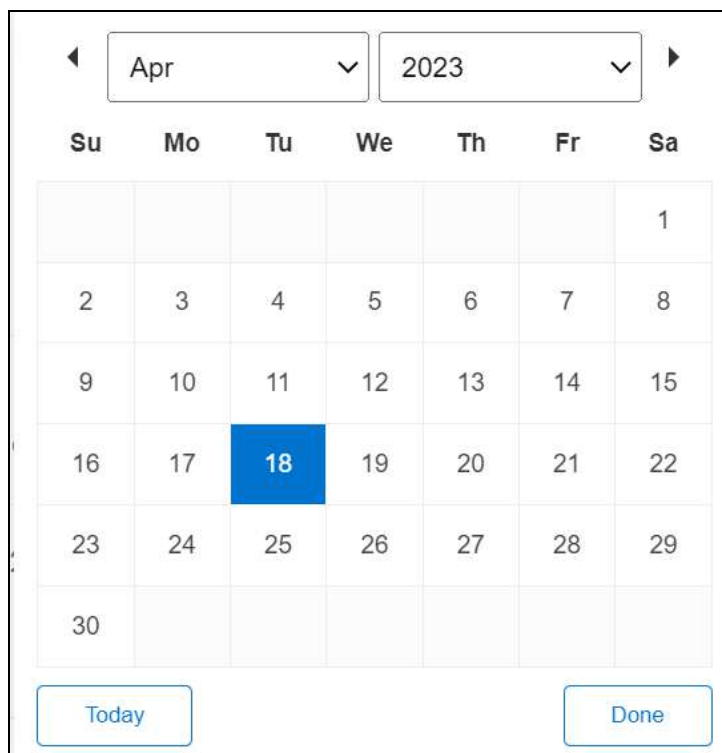 Apr 2023
Su Mo Tu We Th Fr Sa
1
2 3 4 5 6 7 8
9 10 11 12 13 14 15
16 17 18 19 20 21 22
23 24 25 26 27 28 29
30
Today Done